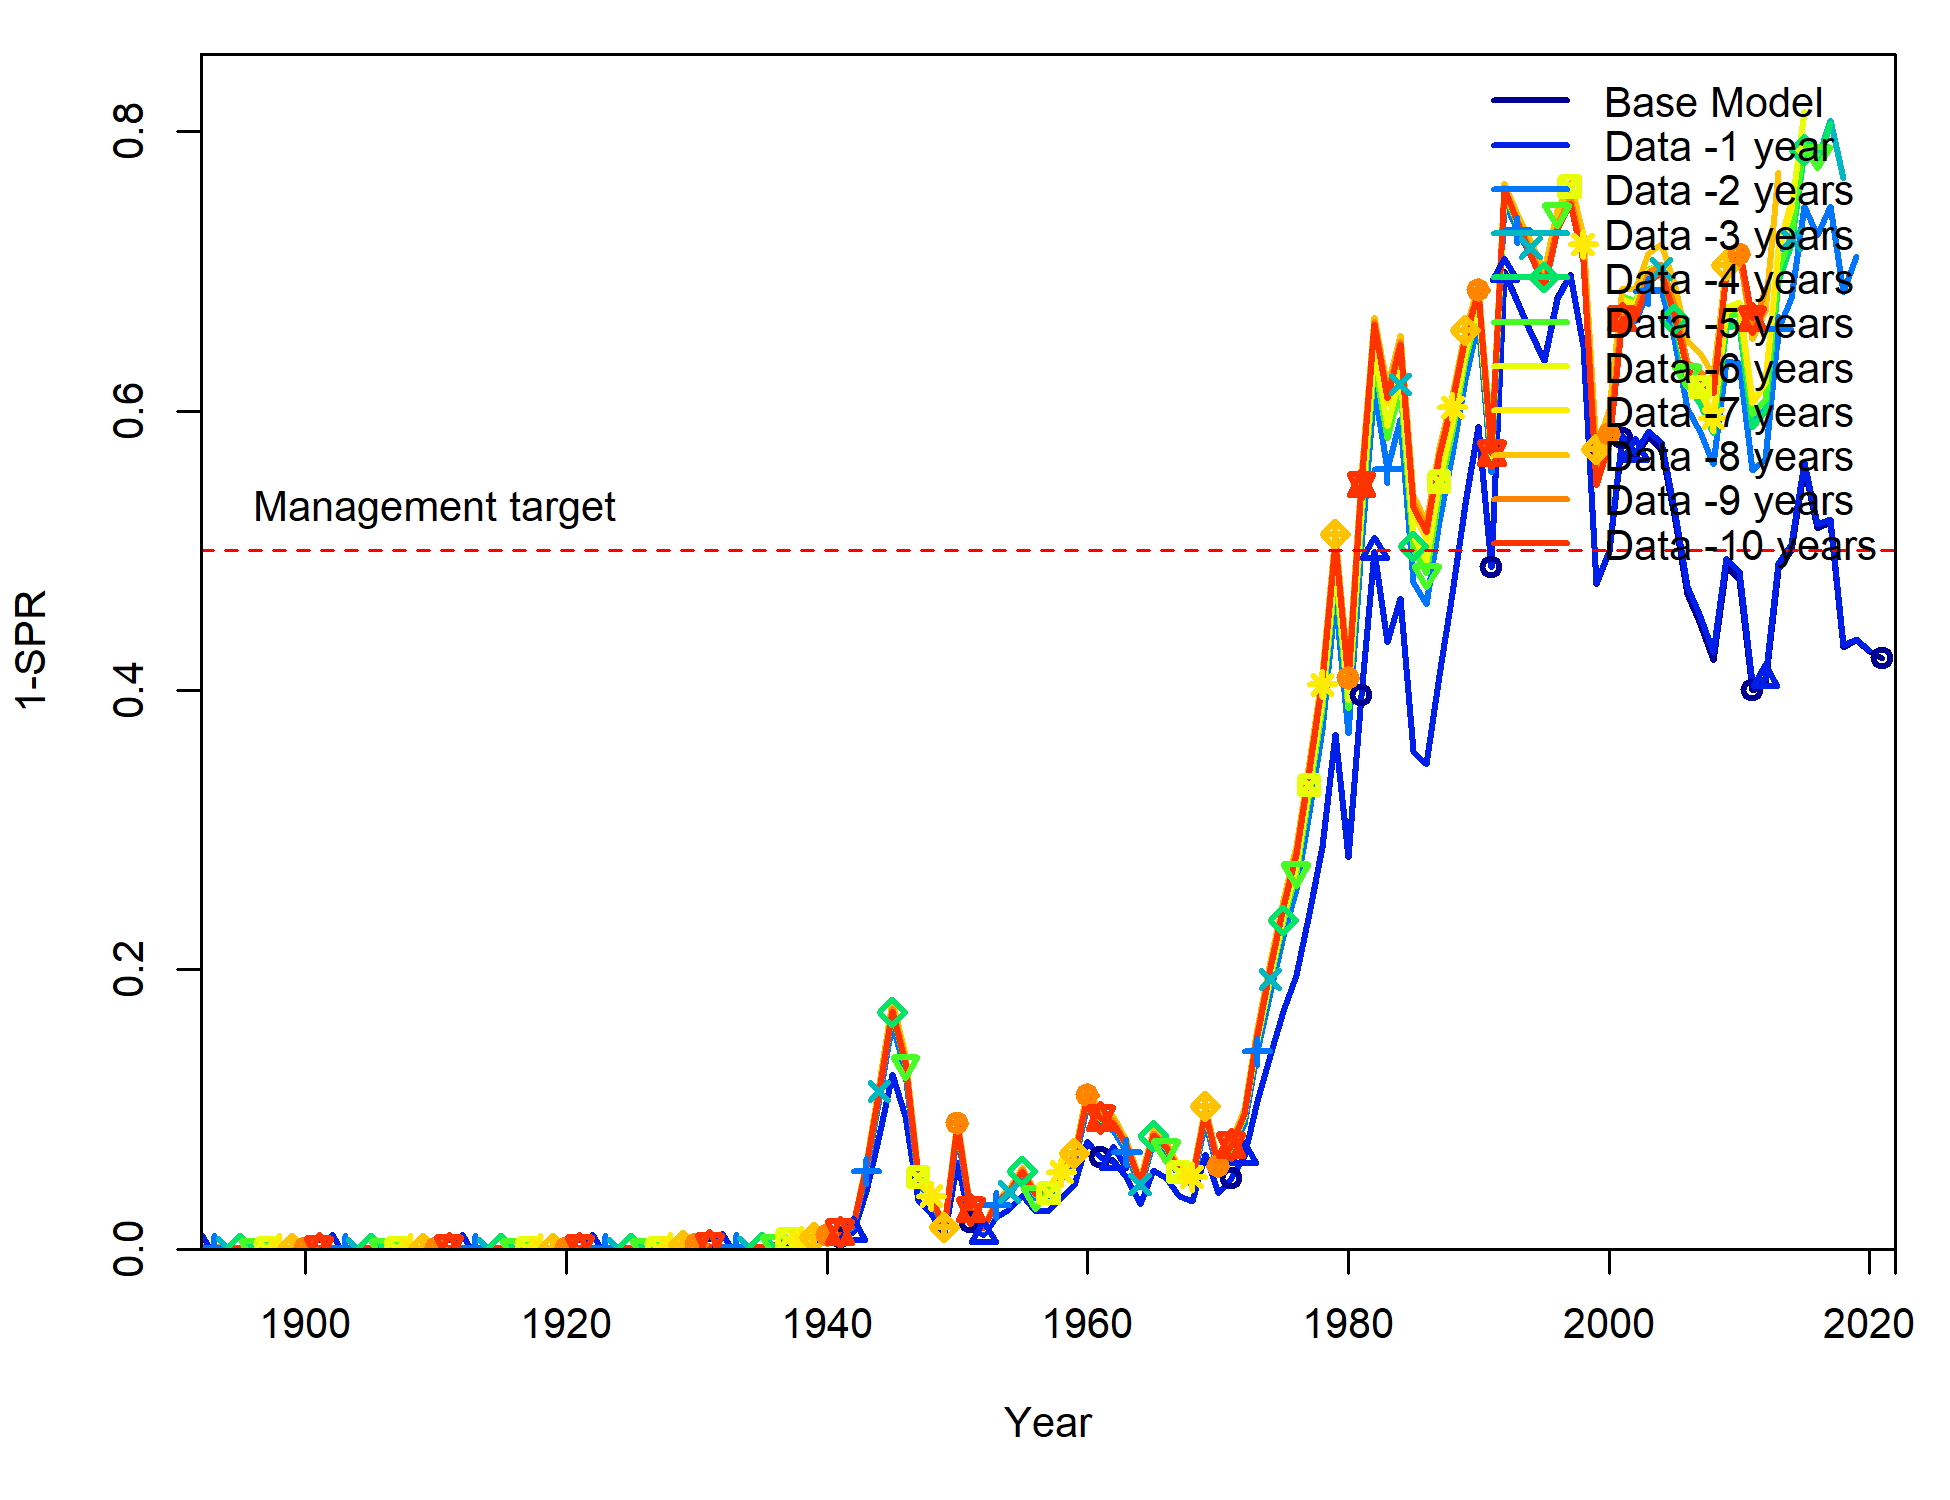 0.8
0.6
0.4
0.2
0.0
1-SPR
Management target
Base Model
Data -1 year
Data -2 years
Data -3 years
Data -4 years
Data -5 years
Data -6 years
Data -7 years
Data -8 years
Data -9 years
Data -10 years
1900
1920
1940
1960
1980
2000
2020
Year